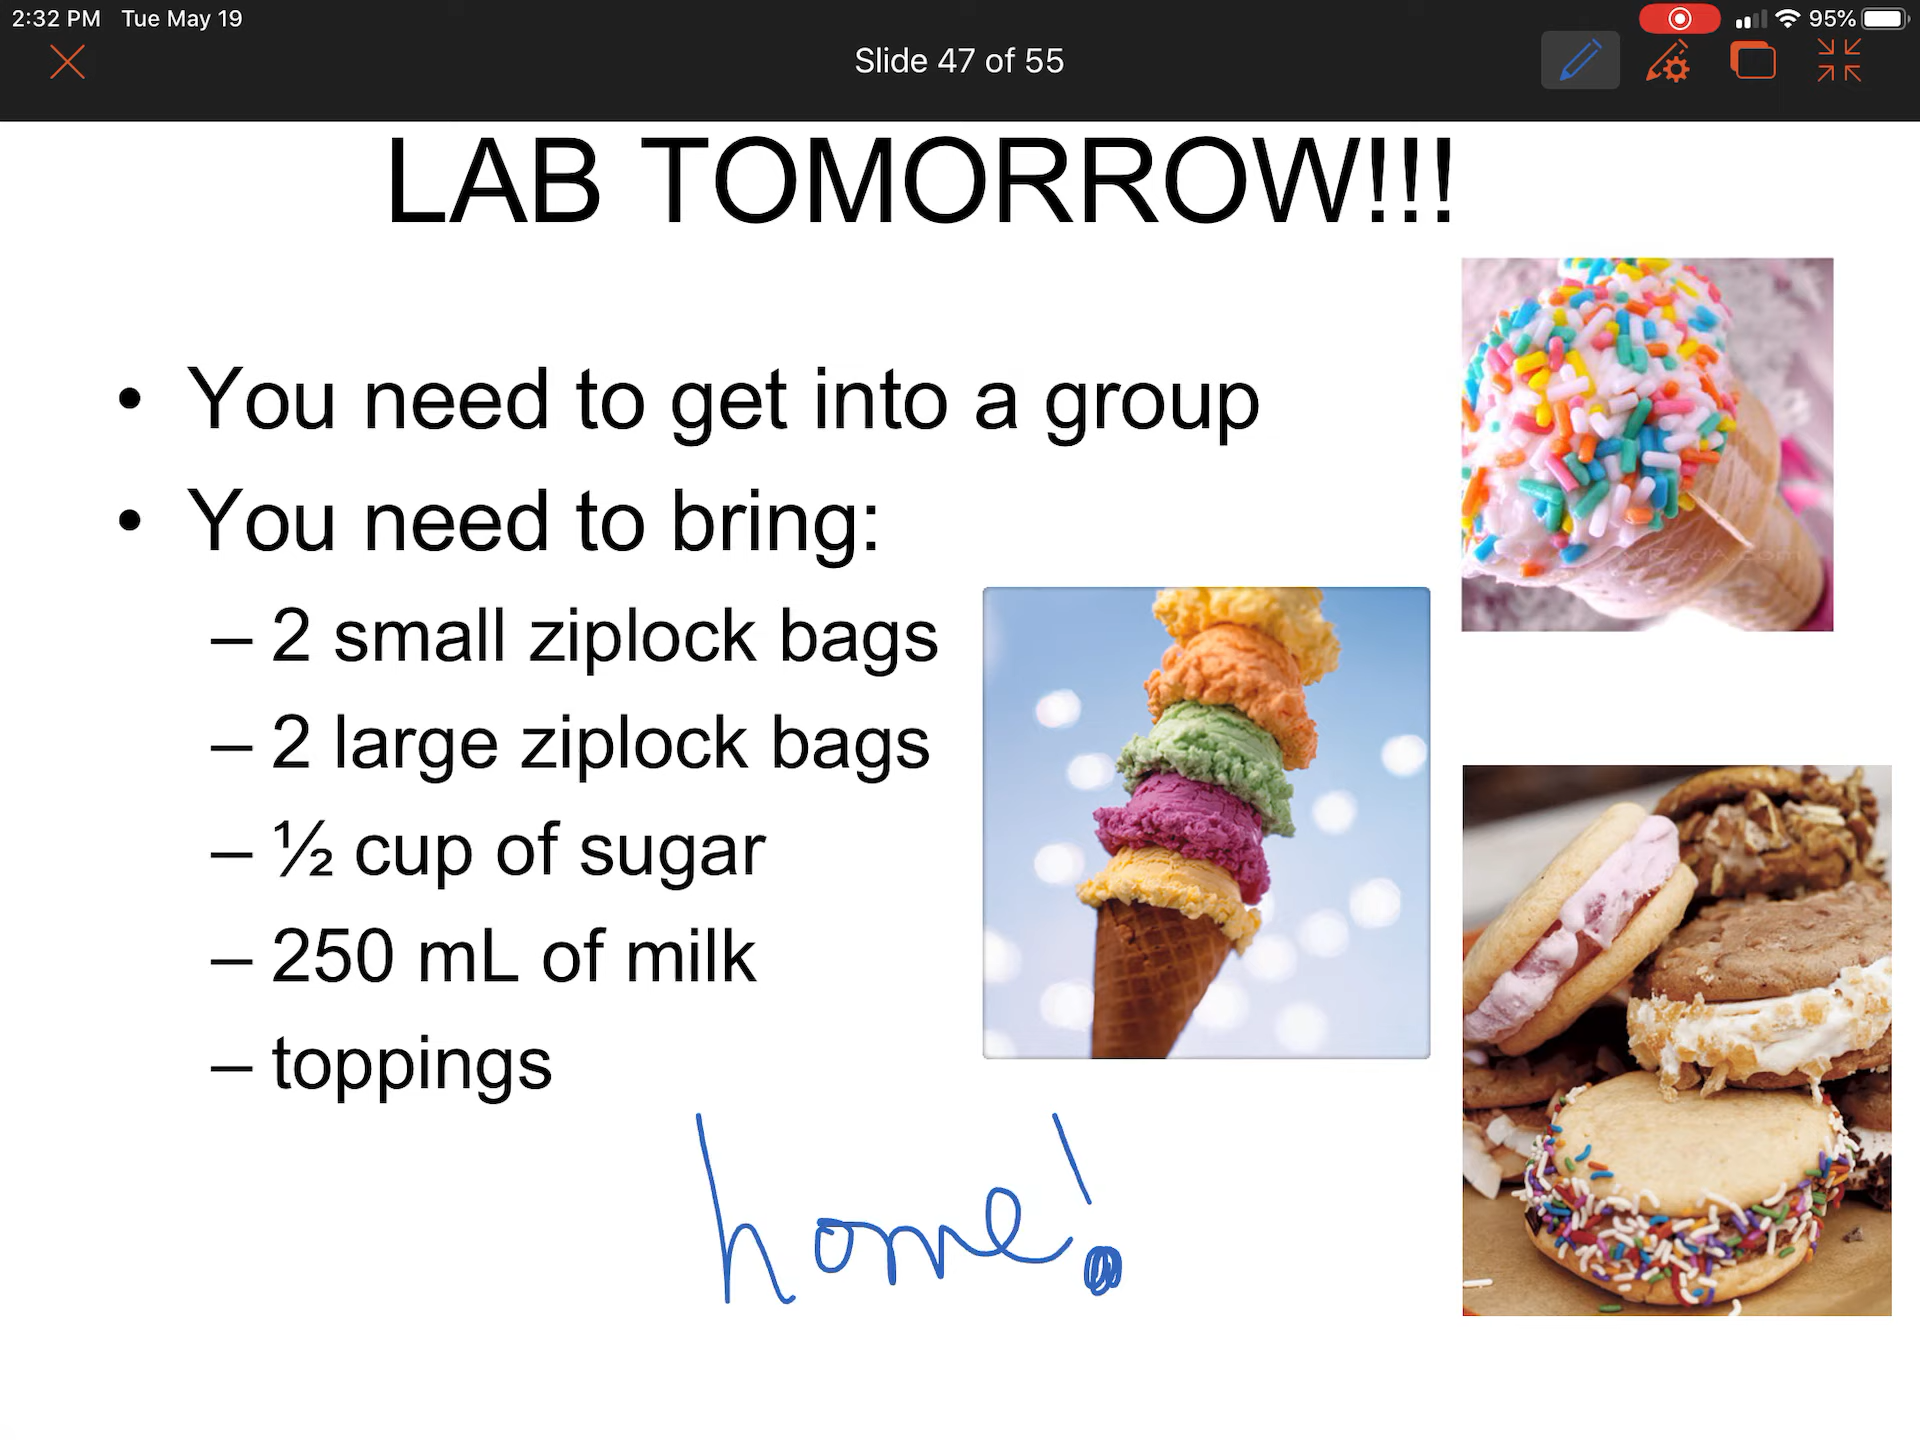 2:32 PM Tue May 19
95%
Slide 47 of 55
LAB TOMORROW!!!
• You need to get into a group
• You need to bring:
– 2 small ziplock bags
– 2 large ziplock bags
– ½ cup of sugar
– 250 mL of milk
– toppings
home!